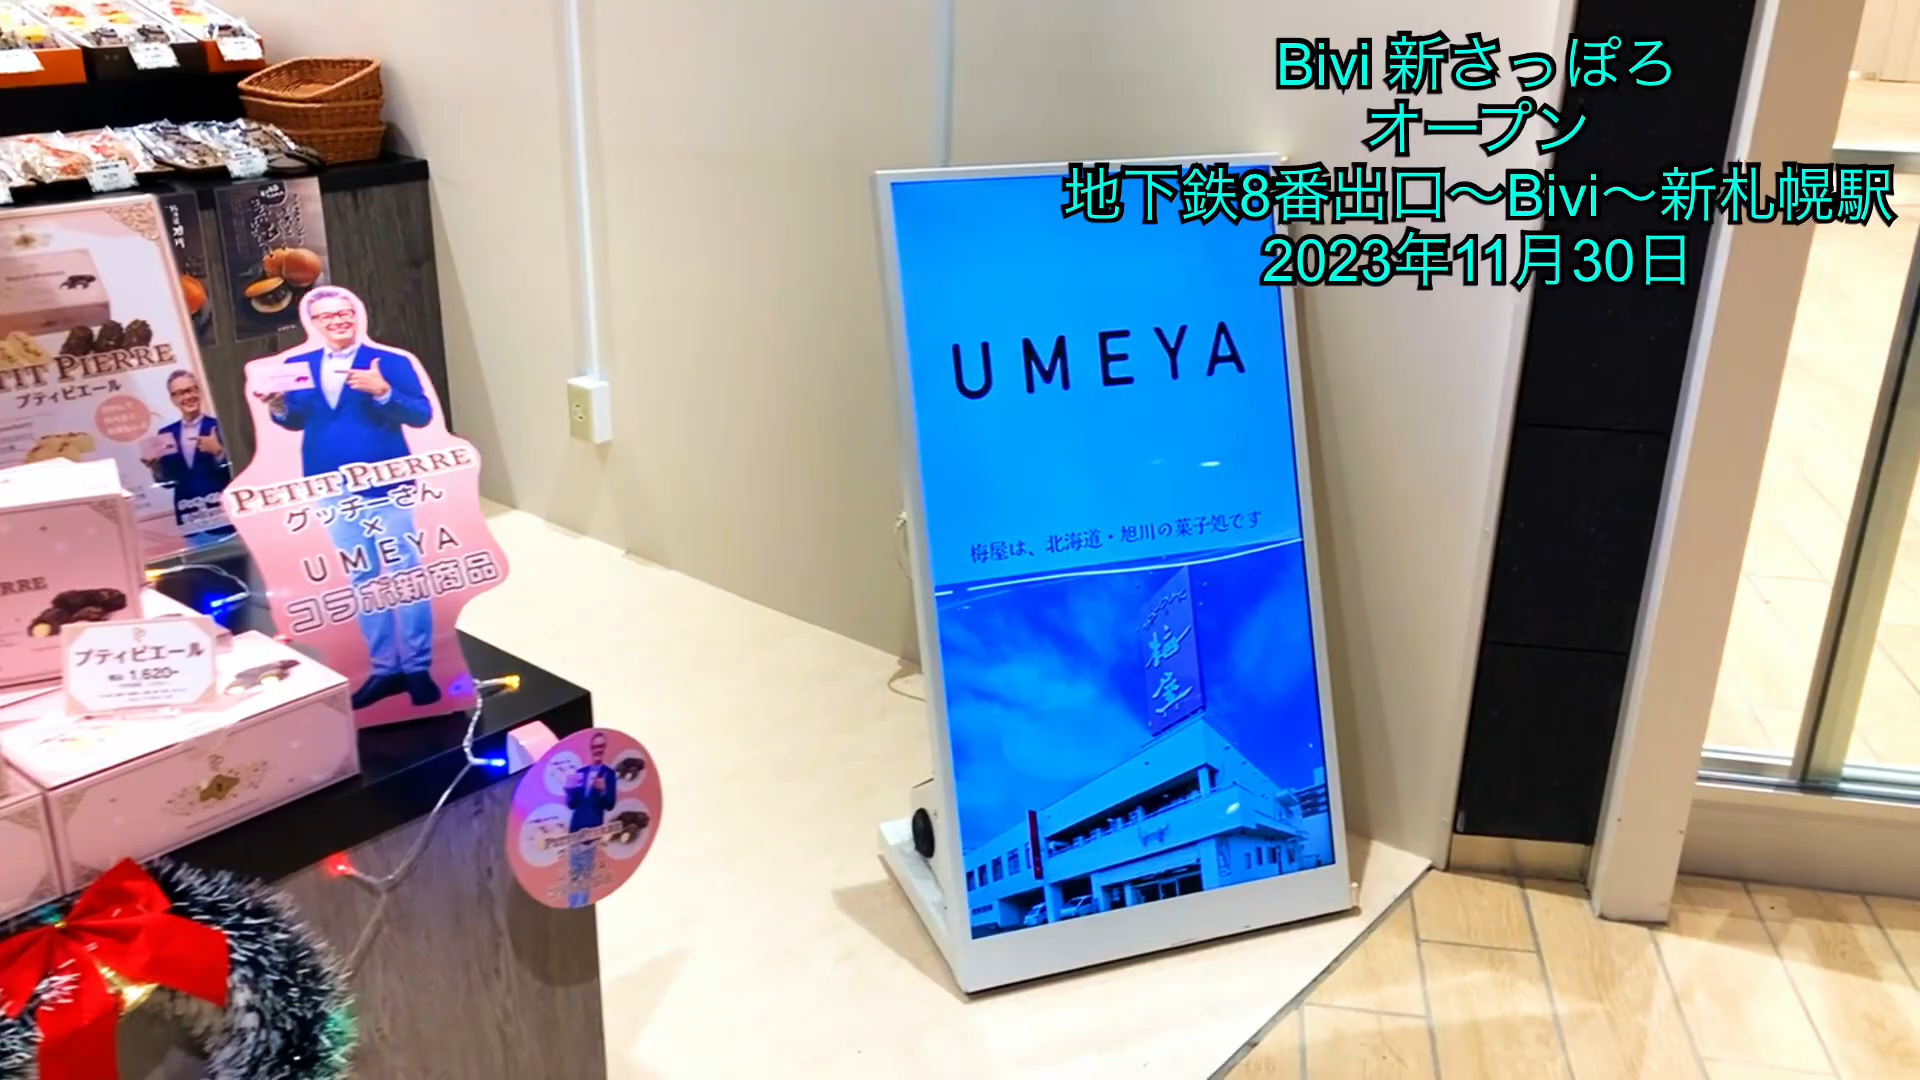 Bivi 新さっぽろ
オープン
地下鉄8番出口～Bivi～新札幌駅
2023年11月30日
UMEYA
梅屋は、北海道・旭川の菓子処です
梅屋
PETIT PIERRE
プティピエール
PETIT PIERRE
グッチーさん
×
UMEYA
コラボ新商品
プティピエール
税込 1,620-